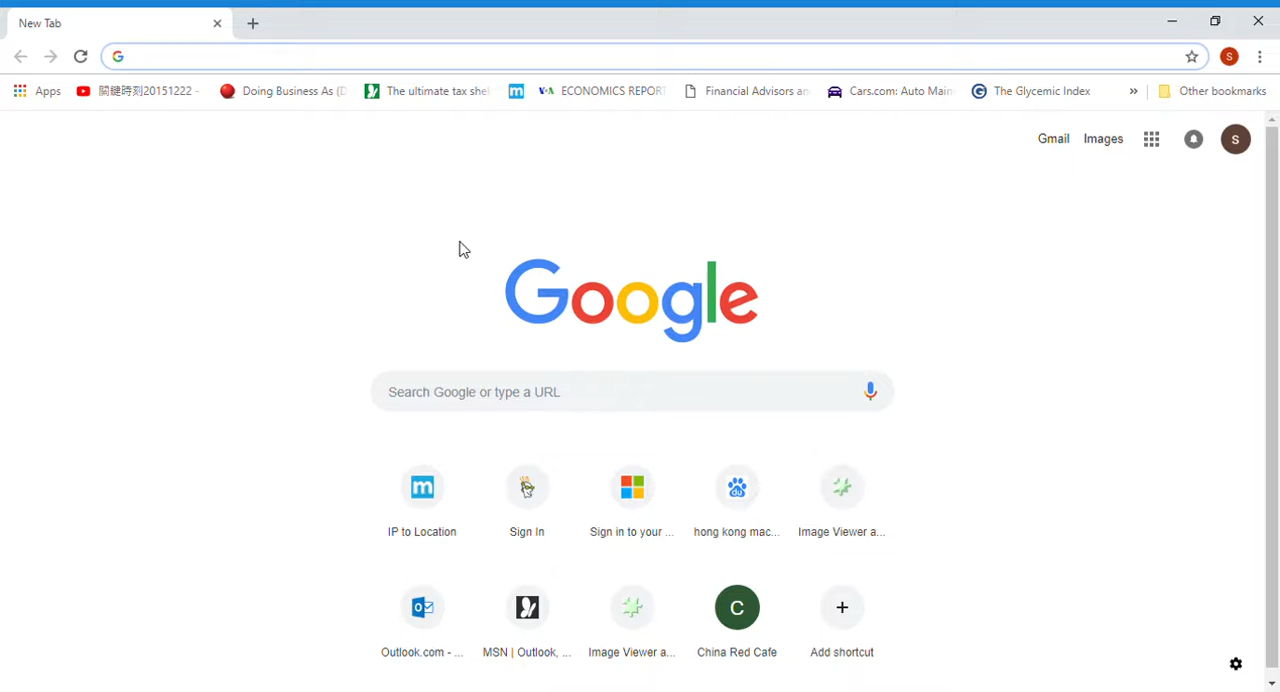 New Tab
Apps 關鍵時刻20151222 - Doing Business As (D The ultimate tax shel ECONOMICS REPORT Financial Advisors an Cars.com: Auto Main The Glycemic Index » Other bookmarks
Gmail Images S
Google
Search Google or type a URL
IP to Location Sign In Sign in to your ... hong kong mac... Image Viewer a...
C
Outlook.com - ... MSN | Outlook, ... Image Viewer a... China Red Cafe Add shortcut